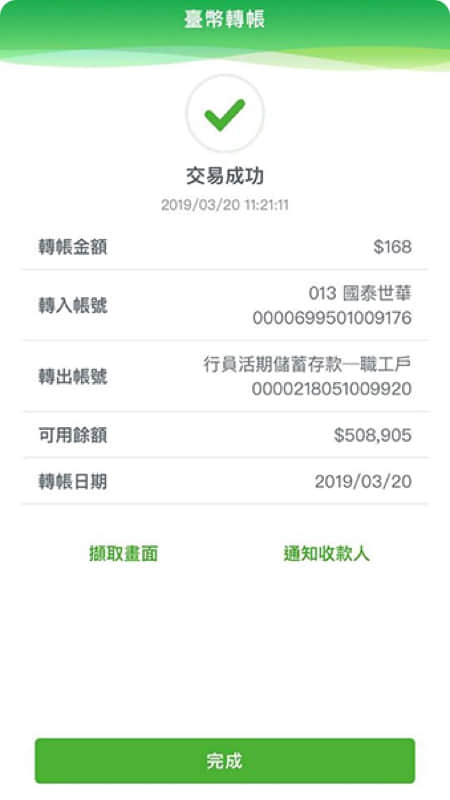 臺幣轉帳
交易成功
2019/03/20 11:21:11
轉帳金額 $168
轉入帳號 013 國泰世華
0000699501009176
轉出帳號 行員活期儲蓄存款—職工戶
0000218051009920
可用餘額 $508,905
轉帳日期 2019/03/20
擷取畫面 通知收款人
完成